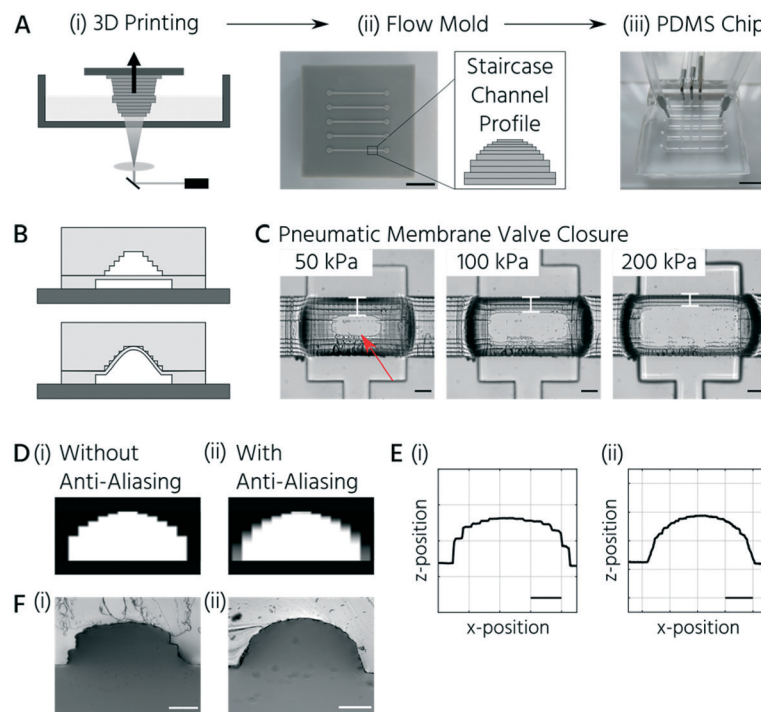 A (i) 3D Printing (ii) Flow Mold (iii) PDMS Chip
Staircase
Channel
Profile
B
C Pneumatic Membrane Valve Closure
50 kPa 100 kPa 200 kPa
D (i) Without
Anti-Aliasing
(ii) With
Anti-Aliasing
E (i) (ii)
z-position
x-position
z-position
x-position
F (i) (ii)